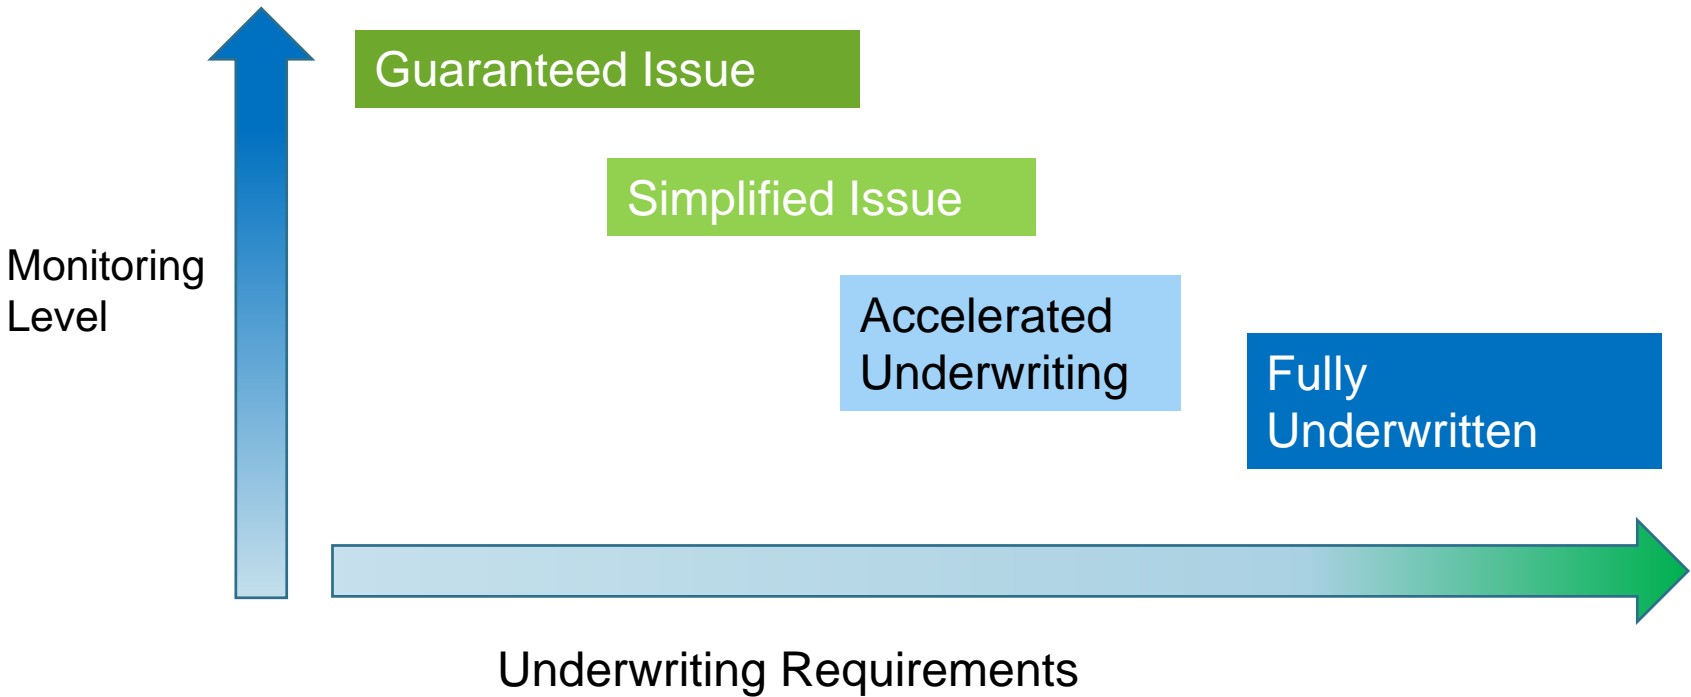 Guaranteed Issue
Simplified Issue
Monitoring
Level
Accelerated
Underwriting
Fully
Underwritten
Underwriting Requirements